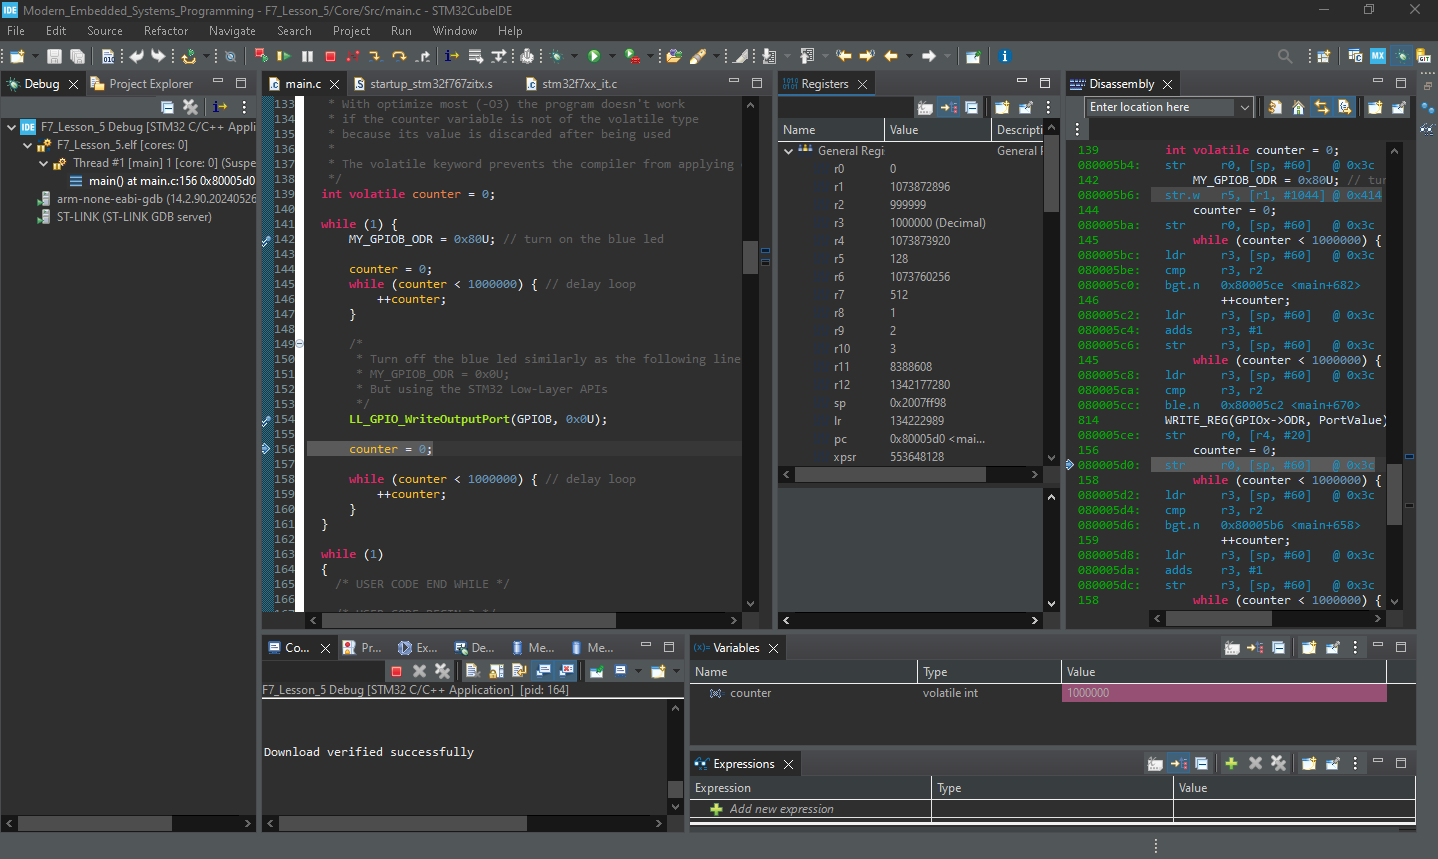 IDE Modern_Embedded_Systems_Programming - F7_Lesson_5/Core/Src/main.c - STM32CubeIDE
File Edit Source Refactor Navigate Search Project Run Window Help
Debug Project Explorer
F7_Lesson_5 Debug [STM32 C/C++ Appli
F7_Lesson_5.elf [cores: 0]
Thread #1 [main] 1 [core: 0] (Suspe
main() at main.c:156 0x80005d0
arm-none-eabi-gdb (14.2.90.20240526
ST-LINK (ST-LINK GDB server)
main.c startup_stm32f767zitx.s stm32f7xx_it.c
133 * With optimize most (-O3) the program doesn't work
134 * if the counter variable is not of the volatile type
135 * because its value is discarded after being used
136 *
137 * The volatile keyword prevents the compiler from applying
138 */
139 int volatile counter = 0;
140
141 while (1) {
142 MY_GPIOB_ODR = 0x80U; // turn on the blue led
143
144 counter = 0;
145 while (counter < 1000000) { // delay loop
146 ++counter;
147 }
148
149 /*
150 * Turn off the blue led similarly as the following line
151 * MY_GPIOB_ODR = 0x0U;
152 * But using the STM32 Low-Layer APIs
153 */
154 LL_GPIO_WriteOutputPort(GPIOB, 0x0U);
155
156 counter = 0;
157
158 while (counter < 1000000) { // delay loop
159 ++counter;
160 }
161 }
162
163 while (1)
164 {
165 /* USER CODE END WHILE */
166
Registers
Name Value Descripti
General Regi General F
r0 0
r1 1073872896
r2 999999
r3 1000000 (Decimal)
r4 1073873920
r5 128
r6 1073760256
r7 512
r8 1
r9 2
r10 3
r11 8388608
r12 1342177280
sp 0x2007ff98
lr 134222989
pc 0x80005d0 <mai...
xpsr 553648128
Disassembly
Enter location here
139 int volatile counter = 0;
080005b4: str r0, [sp, #60] @ 0x3c
142 MY_GPIOB_ODR = 0x80U; // tur
080005b6: str.w r5, [r1, #1044] @ 0x414
144 counter = 0;
080005ba: str r0, [sp, #60] @ 0x3c
145 while (counter < 1000000) {
080005bc: ldr r3, [sp, #60] @ 0x3c
080005be: cmp r3, r2
080005c0: bgt.n 0x80005ce <main+682>
146 ++counter;
080005c2: ldr r3, [sp, #60] @ 0x3c
080005c4: adds r3, #1
080005c6: str r3, [sp, #60] @ 0x3c
145 while (counter < 1000000) {
080005c8: ldr r3, [sp, #60] @ 0x3c
080005ca: cmp r3, r2
080005cc: ble.n 0x80005c2 <main+670>
814 WRITE_REG(GPIOx->ODR, PortValue)
080005ce: str r0, [r4, #20]
156 counter = 0;
080005d0: str r0, [sp, #60] @ 0x3c
158 while (counter < 1000000) {
080005d2: ldr r3, [sp, #60] @ 0x3c
080005d4: cmp r3, r2
080005d6: bgt.n 0x80005b6 <main+658>
159 ++counter;
080005d8: ldr r3, [sp, #60] @ 0x3c
080005da: adds r3, #1
080005dc: str r3, [sp, #60] @ 0x3c
158 while (counter < 1000000) {
Co... Pr... Ex... De... Me... Me...
F7_Lesson_5 Debug [STM32 C/C++ Application] [pid: 164]
Download verified successfully
Variables
Name Type Value
counter volatile int 1000000
Expressions
Expression Type Value
Add new expression